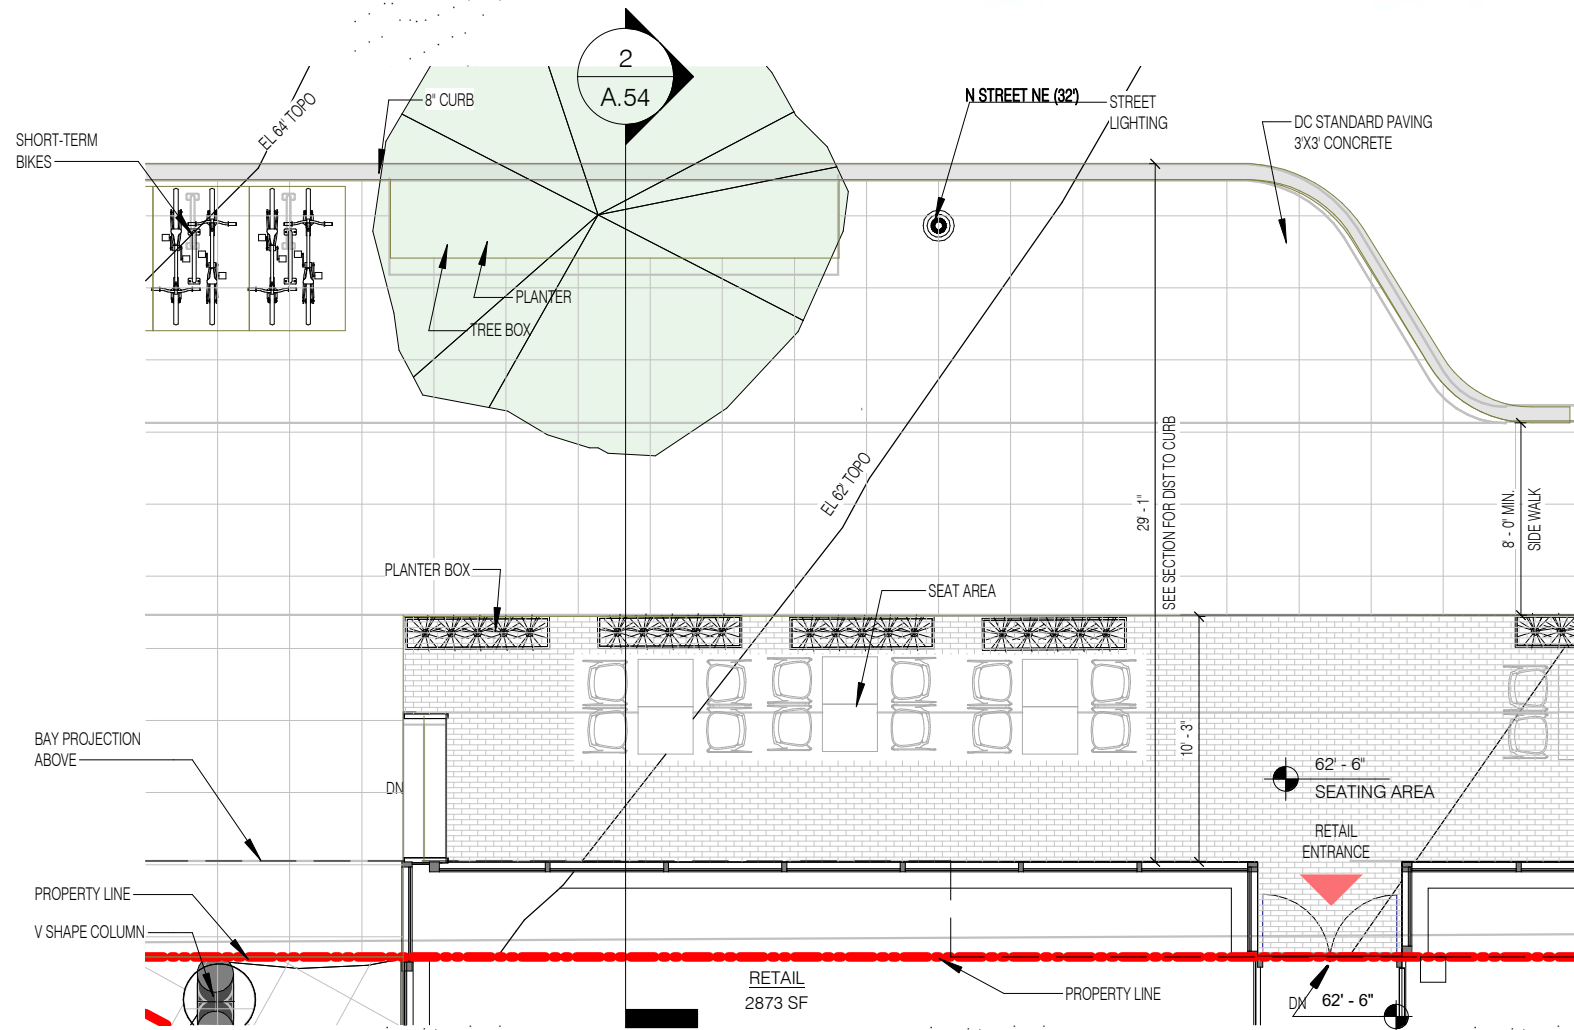 2
A.54
8" CURB
EL 64' TOPO
N STREET NE (32')
STREET
LIGHTING
DC STANDARD PAVING
3'X3' CONCRETE
SHORT-TERM
BIKES
PLANTER
TREE BOX
EL 62' TOPO
29' - 1"
SEE SECTION FOR DIST TO CURB
8' - 0" MIN.
SIDE WALK
PLANTER BOX
SEAT AREA
10' - 3"
BAY PROJECTION
ABOVE
DN
62' - 6"
SEATING AREA
RETAIL
ENTRANCE
PROPERTY LINE
V SHAPE COLUMN
RETAIL
2873 SF
PROPERTY LINE
DN
62' - 6"